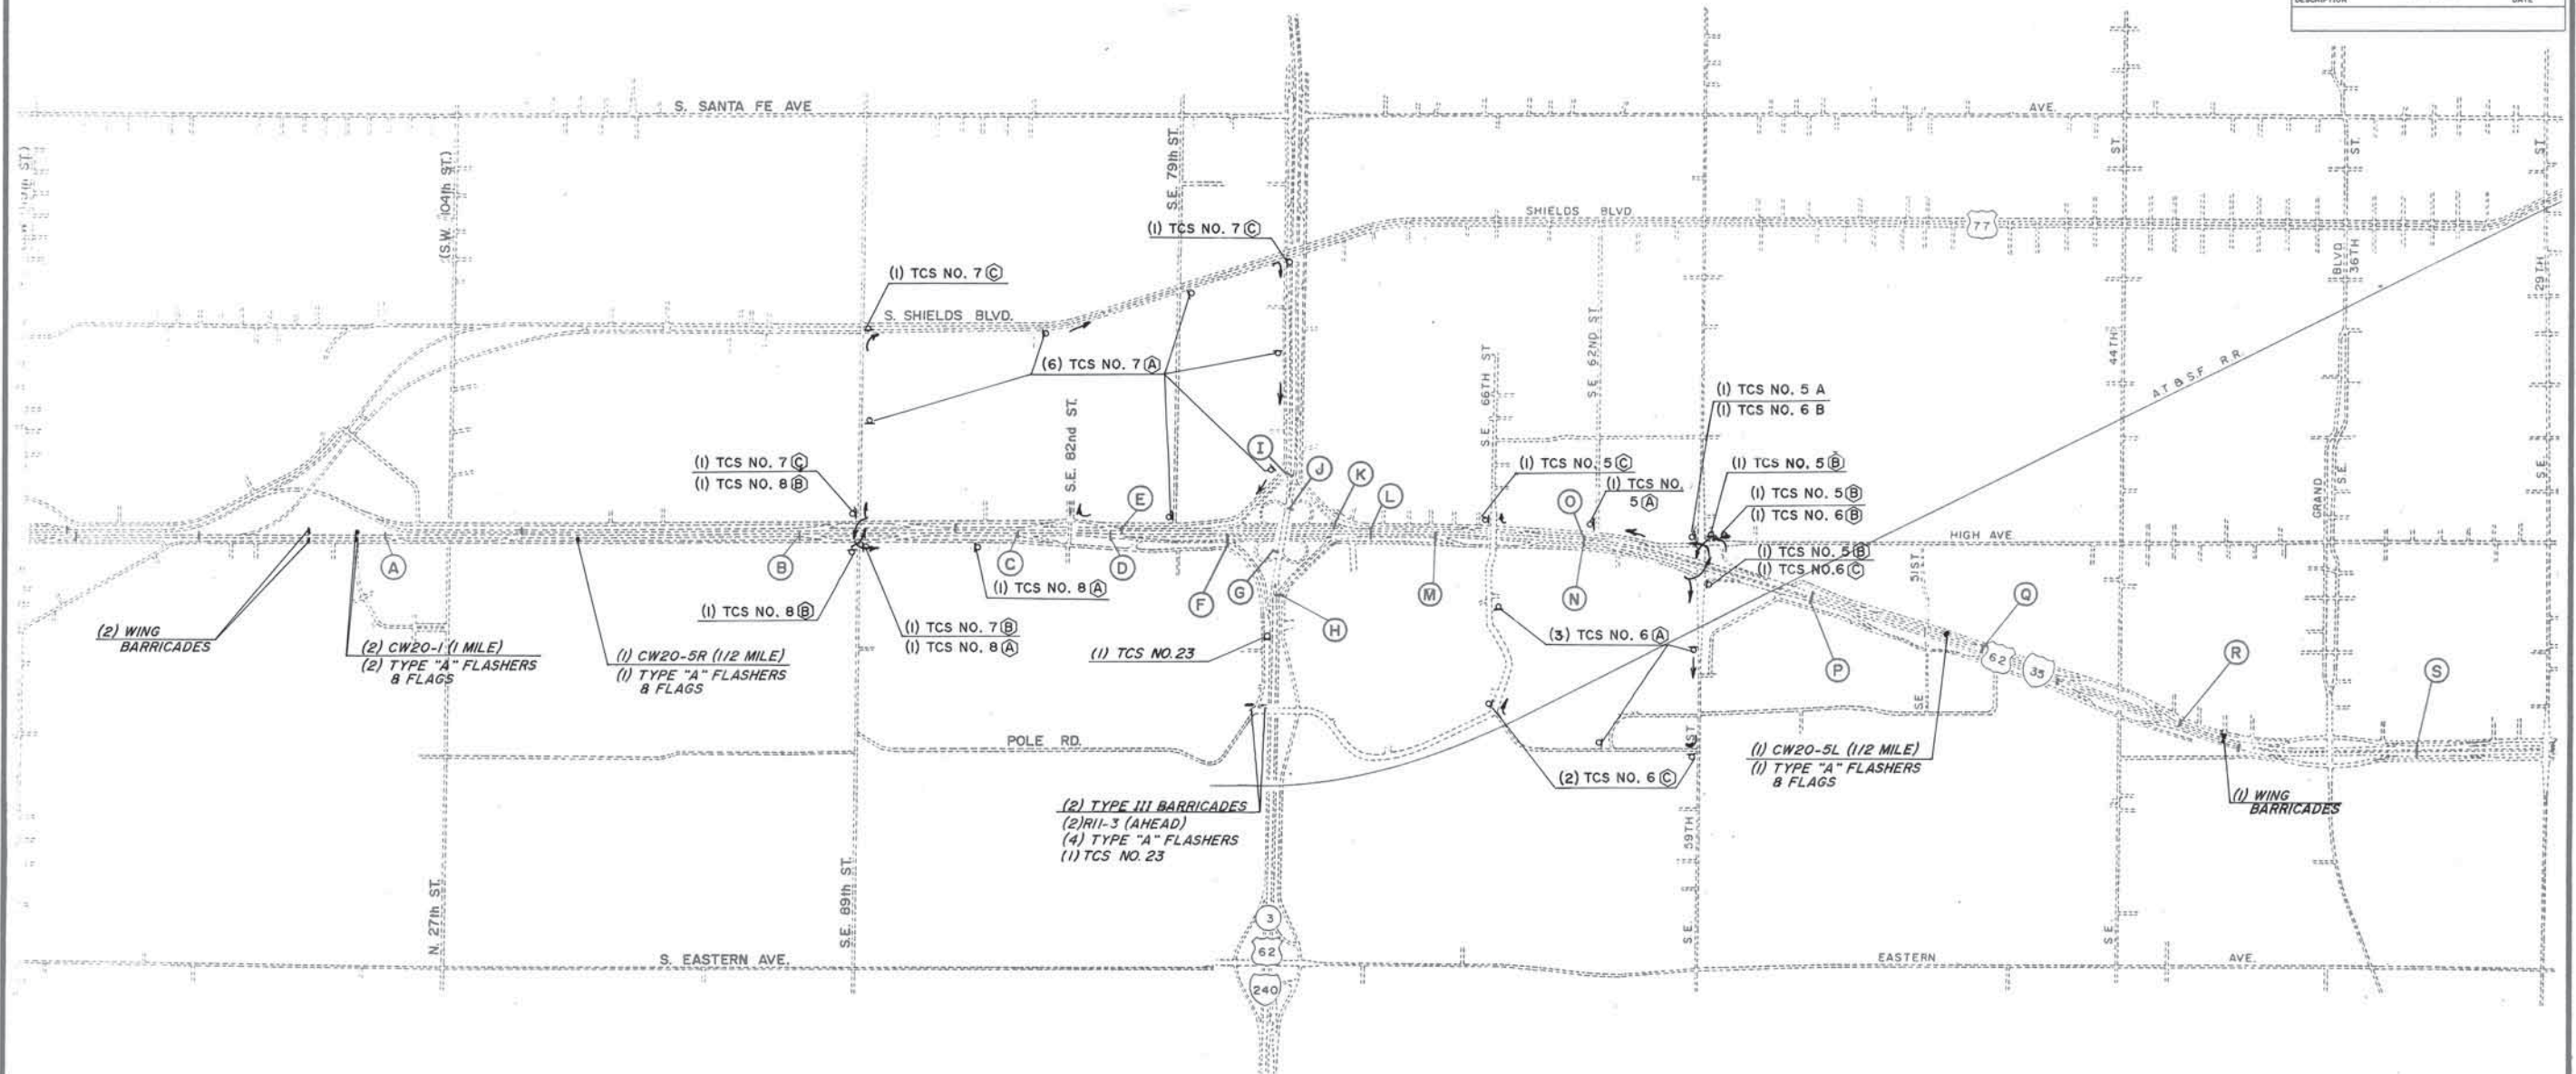 S. SANTA FE AVE
AVE.
(S.W. 104th ST.)
S.E. 79th ST.
ST.
36TH ST.
ST.
SHIELDS BLVD
77
(1) TCS NO. 7 C
(1) TCS NO. 7 C
S. SHIELDS BLVD.
(6) TCS NO. 7 A
S.E. 82nd ST.
S.E. 66TH ST
S.E. 62ND ST.
44TH
BLVD
29TH
A.T. & S.F. R.R.
(1) TCS NO. 5 A
(1) TCS NO. 6 B
(1) TCS NO. 7 C
(1) TCS NO. 8 B
I
J
K
L
E
(1) TCS NO. 5 C
(1) TCS NO.
5 A
O
(1) TCS NO. 5 B
(1) TCS NO. 5 B
(1) TCS NO. 6 B
GRAND
S.E.
S.E.
HIGH AVE
(1) TCS NO. 5 B
(1) TCS NO. 6 C
51ST
SE
A
B
C
D
F
G
H
M
N
P
Q
R
S
(1) TCS NO. 8 A
(1) TCS NO. 8 B
(1) TCS NO. 7 B
(1) TCS NO. 8 A
(2) WING
BARRICADES
(2) CW20-1 (1 MILE)
(2) TYPE "A" FLASHERS
& FLAGS
(1) CW20-5R (1/2 MILE)
(1) TYPE "A" FLASHERS
& FLAGS
(1) TCS NO. 23
(3) TCS NO. 6 A
62
35
POLE RD.
(2) TYPE III BARRICADES
(2) R11-3 (AHEAD)
(4) TYPE "A" FLASHERS
(1) TCS NO. 23
(2) TCS NO. 6 C
(1) CW20-5L (1/2 MILE)
(1) TYPE "A" FLASHERS
& FLAGS
(1) WING
BARRICADES
N. 27th ST.
S.E. 89th ST.
S.E. 59TH ST
S.E.
S. EASTERN AVE.
3
62
240
EASTERN
AVE.